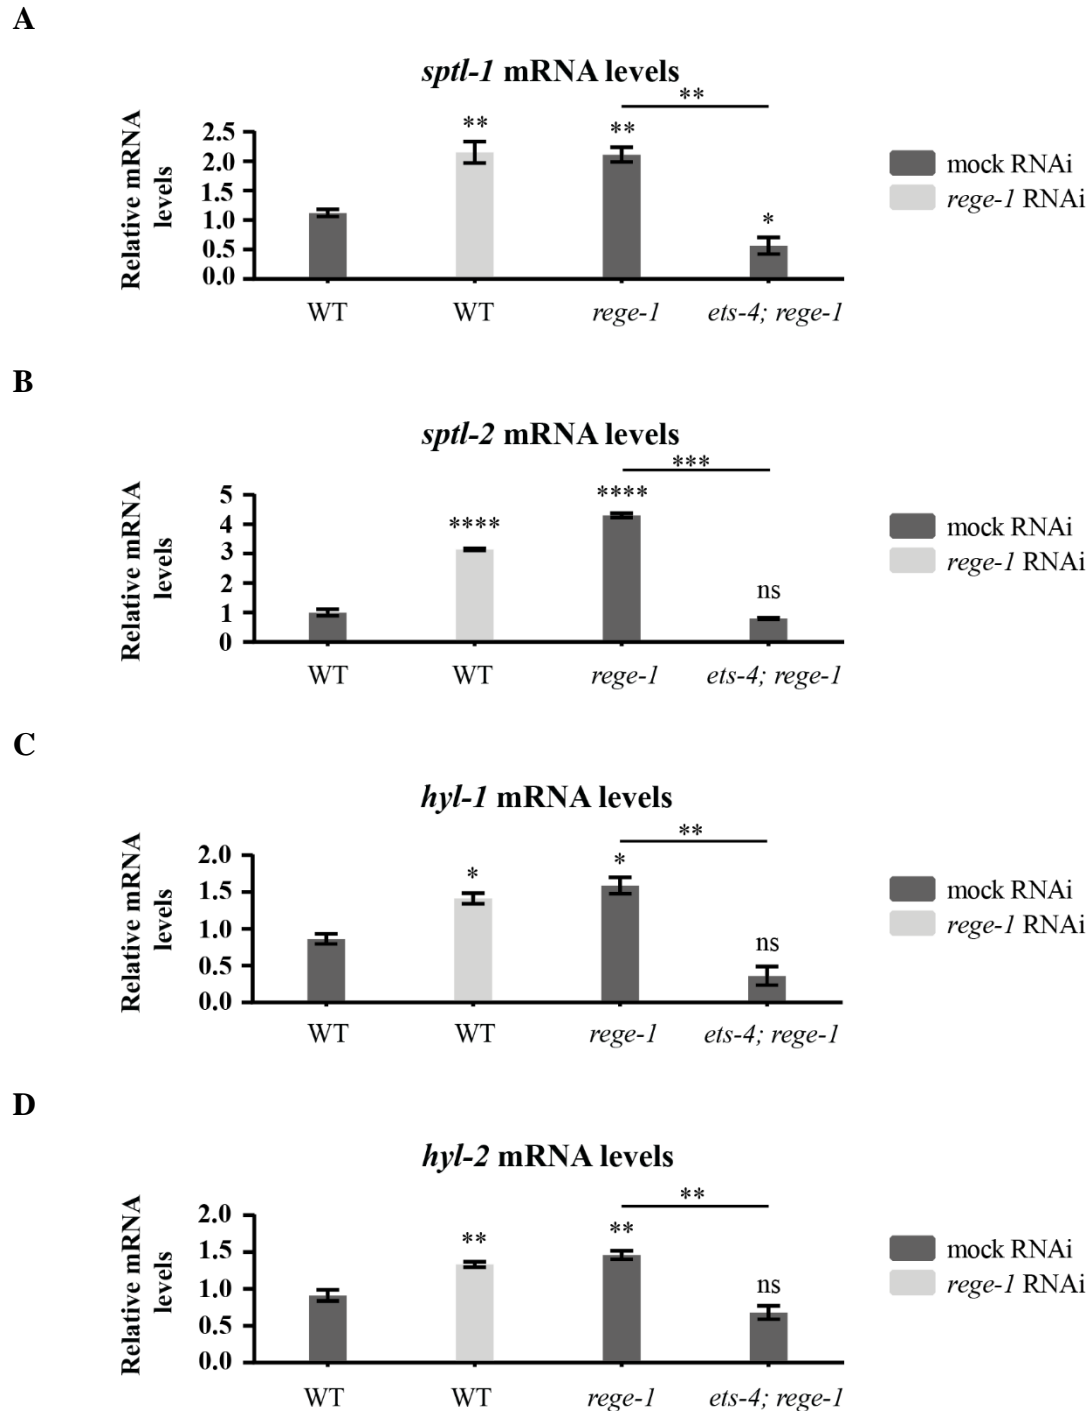 A
sptl-1 mRNA levels
**
Relative mRNA
levels
2.5
2.0
1.5
1.0
0.5
0.0
**
**
*
WT
WT
rege-1
ets-4; rege-1
mock RNAi
rege-1 RNAi
B
sptl-2 mRNA levels
***
Relative mRNA
levels
5
4
3
2
1
0
****
****
ns
WT
WT
rege-1
ets-4; rege-1
mock RNAi
rege-1 RNAi
C
hyl-1 mRNA levels
**
Relative mRNA
levels
2.0
1.5
1.0
0.5
0.0
*
*
ns
WT
WT
rege-1
ets-4; rege-1
mock RNAi
rege-1 RNAi
D
hyl-2 mRNA levels
**
Relative mRNA
levels
2.0
1.5
1.0
0.5
0.0
**
**
ns
WT
WT
rege-1
ets-4; rege-1
mock RNAi
rege-1 RNAi